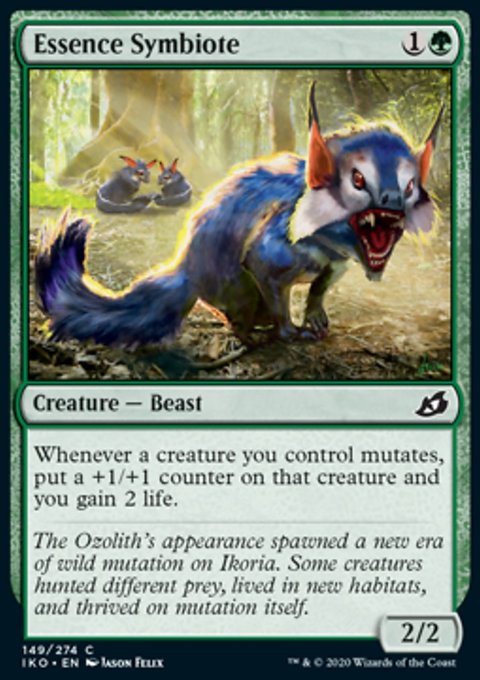 Essence Symbiote 1
Creature — Beast
Whenever a creature you control mutates,
put a +1/+1 counter on that creature and
you gain 2 life.
The Ozolith's appearance spawned a new era
of wild mutation on Ikoria. Some creatures
hunted different prey, lived in new habitats,
and thrived on mutation itself.
2/2
149/274 C
IKO • EN Jason Felix
™ & © 2020 Wizards of the Coast